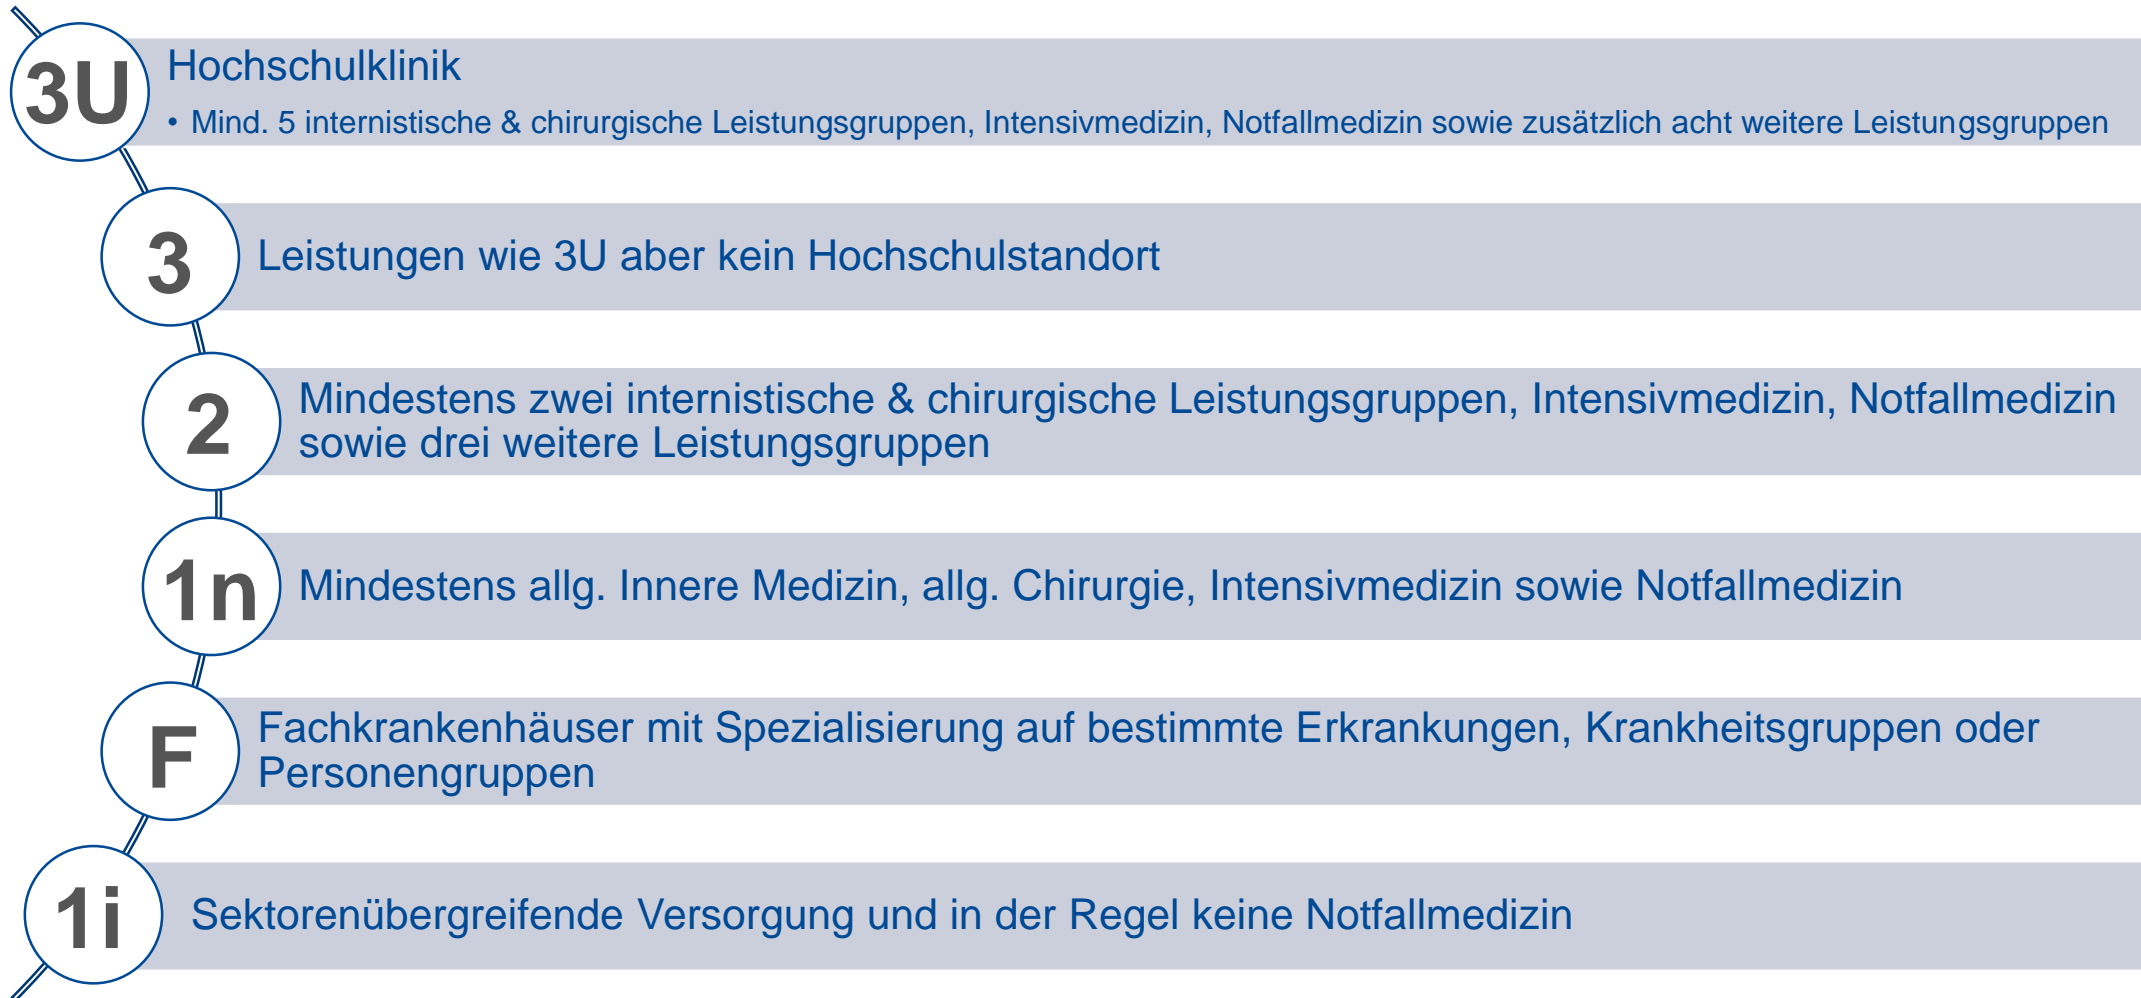 3U
Hochschulklinik
• Mind. 5 internistische & chirurgische Leistungsgruppen, Intensivmedizin, Notfallmedizin sowie zusätzlich acht weitere Leistungsgruppen
3
Leistungen wie 3U aber kein Hochschulstandort
2
Mindestens zwei internistische & chirurgische Leistungsgruppen, Intensivmedizin, Notfallmedizin
sowie drei weitere Leistungsgruppen
1n
Mindestens allg. Innere Medizin, allg. Chirurgie, Intensivmedizin sowie Notfallmedizin
F
Fachkrankenhäuser mit Spezialisierung auf bestimmte Erkrankungen, Krankheitsgruppen oder
Personengruppen
1i
Sektorenübergreifende Versorgung und in der Regel keine Notfallmedizin